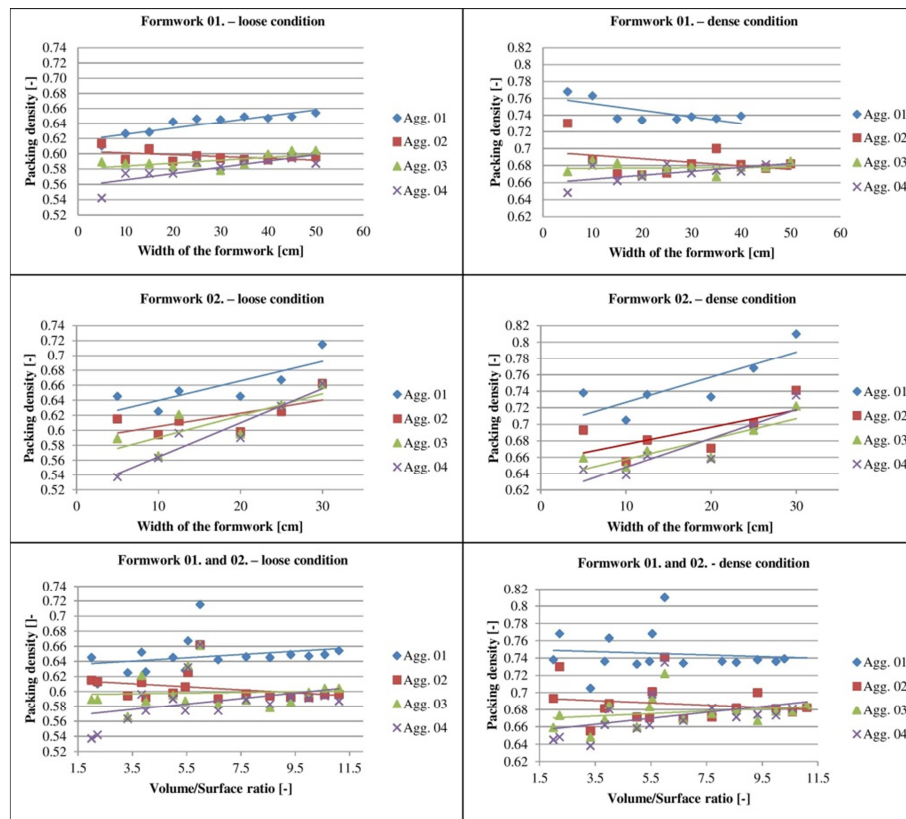 Formwork 01. – loose condition
Packing density [-]
0.74
0.72
0.7
0.68
0.66
0.64
0.62
0.60
0.58
0.56
0.54
0.52
0 10 20 30 40 50 60
Width of the formwork [cm]
Agg. 01
Agg. 02
Agg. 03
Agg. 04
Formwork 01. – dense condition
Packing density [-]
0.82
0.8
0.78
0.76
0.74
0.72
0.7
0.68
0.66
0.64
0.62
0 10 20 30 40 50 60
Width of the formwork [cm]
Agg. 01
Agg. 02
Agg. 03
Agg. 04
Formwork 02. – loose condition
Packing density [-]
0.74
0.72
0.7
0.68
0.66
0.64
0.62
0.6
0.58
0.56
0.54
0.52
0 10 20 30
Width of the formwork [cm]
Agg. 01
Agg. 02
Agg. 03
Agg. 04
Formwork 02. – dense condition
Packing density [-]
0.82
0.8
0.78
0.76
0.74
0.72
0.7
0.68
0.66
0.64
0.62
0 10 20 30
Width of the formwork [cm]
Agg. 01
Agg. 02
Agg. 03
Agg. 04
Formwork 01. and 02. – loose condition
Packing density []-
0.74
0.72
0.7
0.68
0.66
0.64
0.62
0.6
0.58
0.56
0.54
0.52
1.5 3.5 5.5 7.5 9.5 11.5
Volume/Surface ratio [-]
Agg. 01
Agg. 02
Agg. 03
Agg. 04
Formwork 01. and 02. - dense condition
Packing density [-]
0.82
0.8
0.78
0.76
0.74
0.72
0.7
0.68
0.66
0.64
0.62
1.5 3.5 5.5 7.5 9.5 11.5
Volume/Surface ratio [-]
Agg. 01
Agg. 02
Agg. 03
Agg. 04